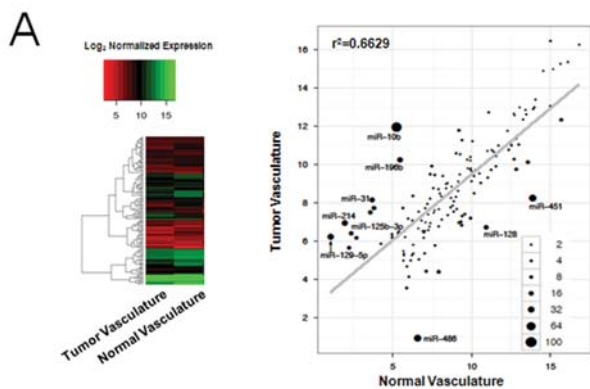 A
Log₂ Normalized Expression
5 10 15
Tumor Vasculature
Normal Vasculature
r²=0.6629
Tumor Vasculature
16
14
12
10
8
6
4
2
miR-10b
miR-196b
miR-31
miR-214
miR-125b-3p
miR-129-5p
miR-451
miR-128
miR-486
2
4
8
16
32
64
100
5 10 15
Normal Vasculature